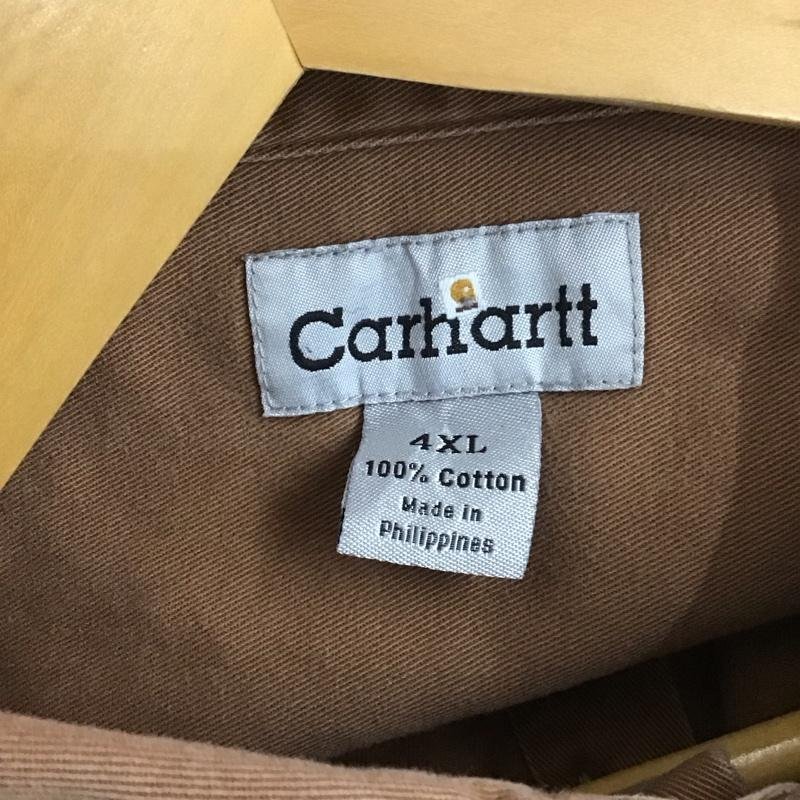 Carhartt
4XL
100% Cotton
Made in
Philippines